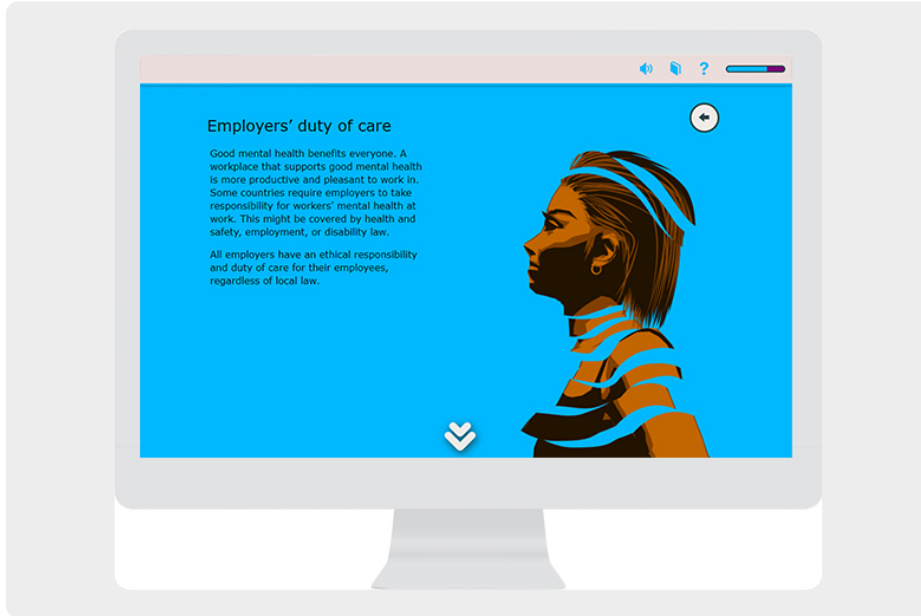 ?
Employers’ duty of care
Good mental health benefits everyone. A
workplace that supports good mental health
is more productive and pleasant to work in.
Some countries require employers to take
responsibility for workers’ mental health at
work. This might be covered by health and
safety, employment, or disability law.
All employers have an ethical responsibility
and duty of care for their employees,
regardless of local law.